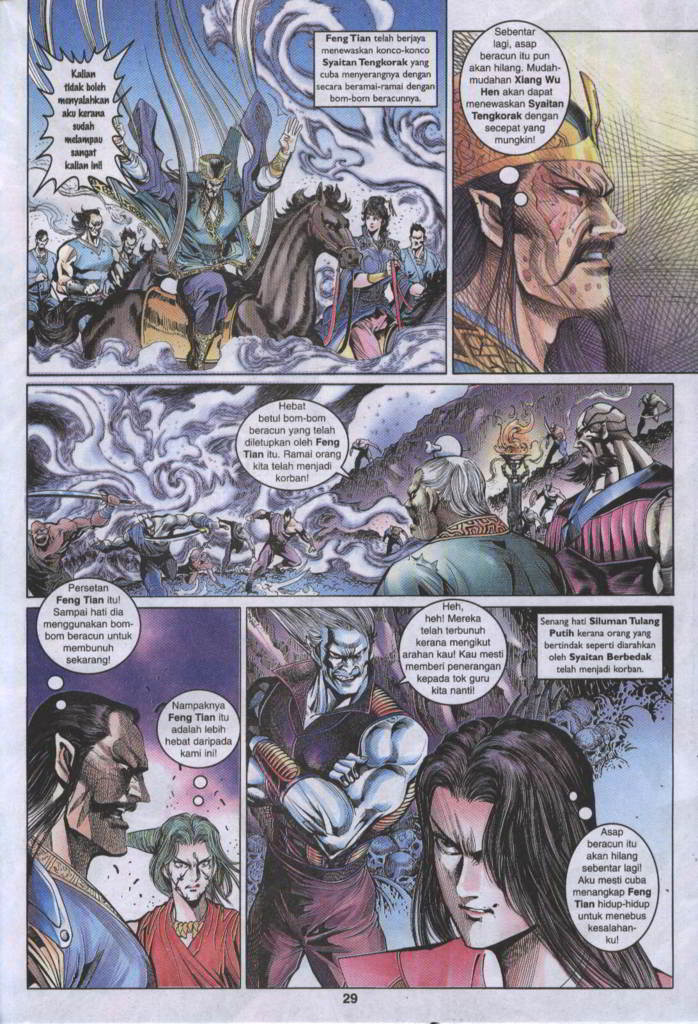 Kalian
tidak boleh
menyalahkan
aku kerana
sudah
melampau
sangat
kalian ini!
Feng Tian telah berjaya
menewaskan konco-konco
Syaitan Tengkorak yang
cuba menyerangnya dengan
secara beramai-ramai dengan
bom-bom beracunnya.
Sebentar
lagi, asap
beracun itu pun
akan hilang. Mudah-
mudahan Xiang Wu
Hen akan dapat
menewaskan Syaitan
Tengkorak dengan
secepat yang
mungkin!
Hebat
betul bom-bom
beracun yang telah
diletupkan oleh Feng
Tian itu. Ramai orang
kita telah menjadi
korban!
Persetan
Feng Tian itu!
Sampai hati dia
menggunakan bom-
bom beracun untuk
membunuh
sekarang!
Nampaknya
Feng Tian itu
adalah lebih
hebat daripada
kami ini!
Heh,
heh! Mereka
telah terbunuh
kerana mengikut
arahan kau! Kau mesti
memberi penerangan
kepada tok guru
kita nanti!
Senang hati Siluman Tulang
Putih kerana orang yang
bertindak seperti diarahkan
oleh Syaitan Berbedak
telah menjadi korban.
Asap
beracun itu
akan hilang
sebentar lagi!
Aku mesti cuba
menangkap Feng
Tian hidup-hidup
untuk menebus
kesalahan-
ku!
29